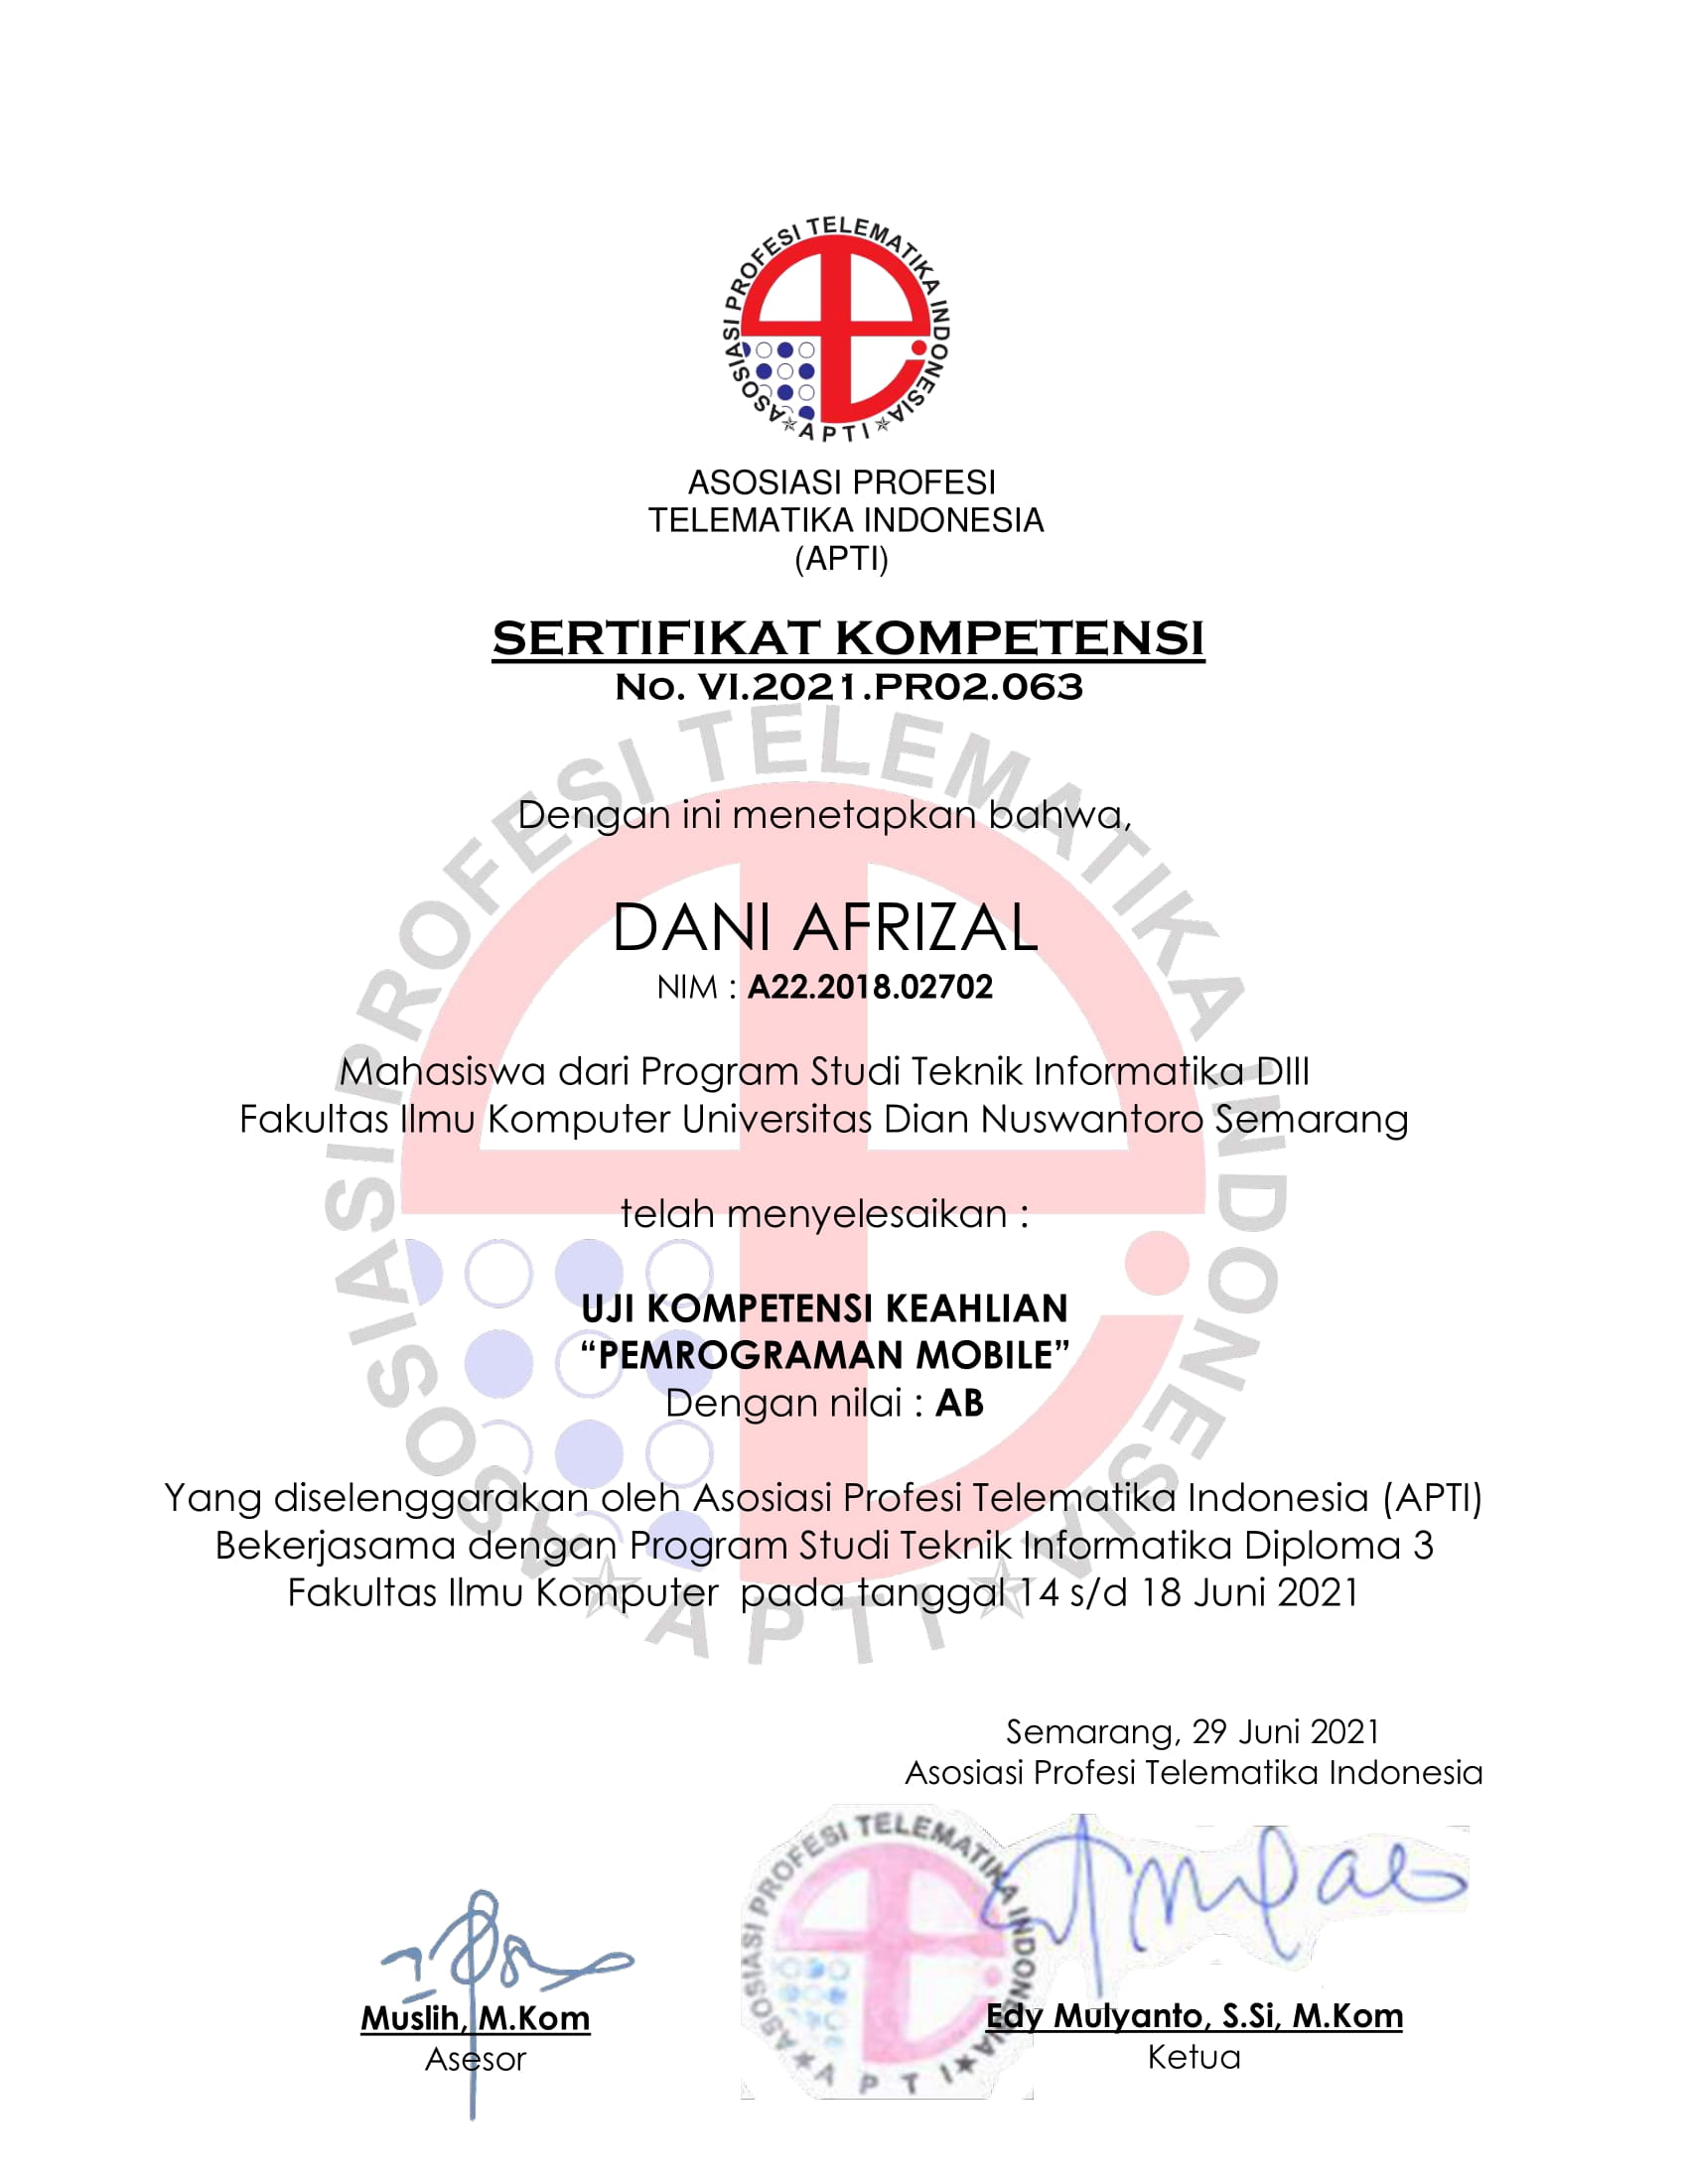 ASOSIASI PROFESI TELEMATIKA INDONESIA
APTI
ASOSIASI PROFESI
TELEMATIKA INDONESIA
(APTI)
SERTIFIKAT KOMPETENSI
No. VI.2021.PR02.063
ASOSIASI PROFESI TELEMATIKA INDONESIA
APTI
Dengan ini menetapkan bahwa,
DANI AFRIZAL
NIM : A22.2018.02702
Mahasiswa dari Program Studi Teknik Informatika DIII
Fakultas Ilmu Komputer Universitas Dian Nuswantoro Semarang
telah menyelesaikan :
UJI KOMPETENSI KEAHLIAN
“PEMROGRAMAN MOBILE”
Dengan nilai : AB
Yang diselenggarakan oleh Asosiasi Profesi Telematika Indonesia (APTI)
Bekerjasama dengan Program Studi Teknik Informatika Diploma 3
Fakultas Ilmu Komputer pada tanggal 14 s/d 18 Juni 2021
Semarang, 29 Juni 2021
Asosiasi Profesi Telematika Indonesia
ASOSIASI PROFESI TELEMATIKA INDONESIA
APTI
Muslih, M.Kom
Asesor
Edy Mulyanto, S.Si, M.Kom
Ketua